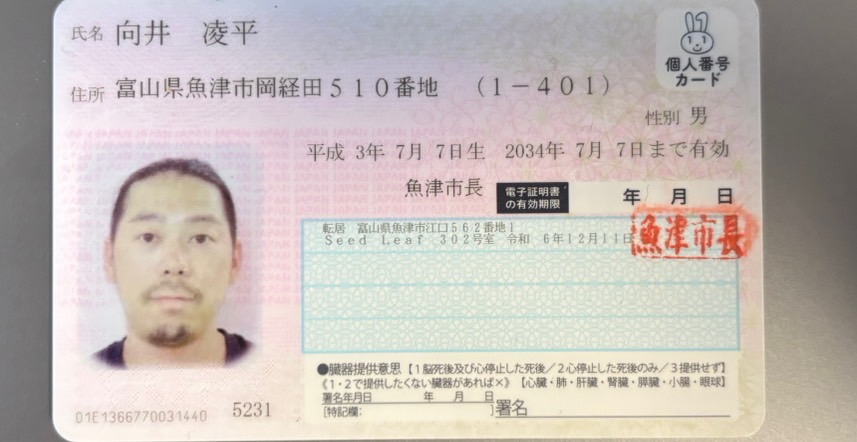 氏名 向井 凌平
個人番号
カード
住所 富山県魚津市岡経田510番地 (1-401)
性別 男
平成 3年 7月 7日生 2034年 7月 7日まで有効
魚津市長
電子証明書
の有効期限
年 月 日
転居 富山県魚津市江口562番地1
Seed Leaf 302号室 令和 6年12月11日
魚津市長
●臓器提供意思【1脳死後及び心停止した死後/2心停止した死後のみ/3提供せず】
《1・2で提供したくない臓器があれば×》【心臓・肺・肝臓・腎臓・膵臓・小腸・眼球】
署名年月日 年 月 日
[特記欄: ]署名
01E1366770031440 5231